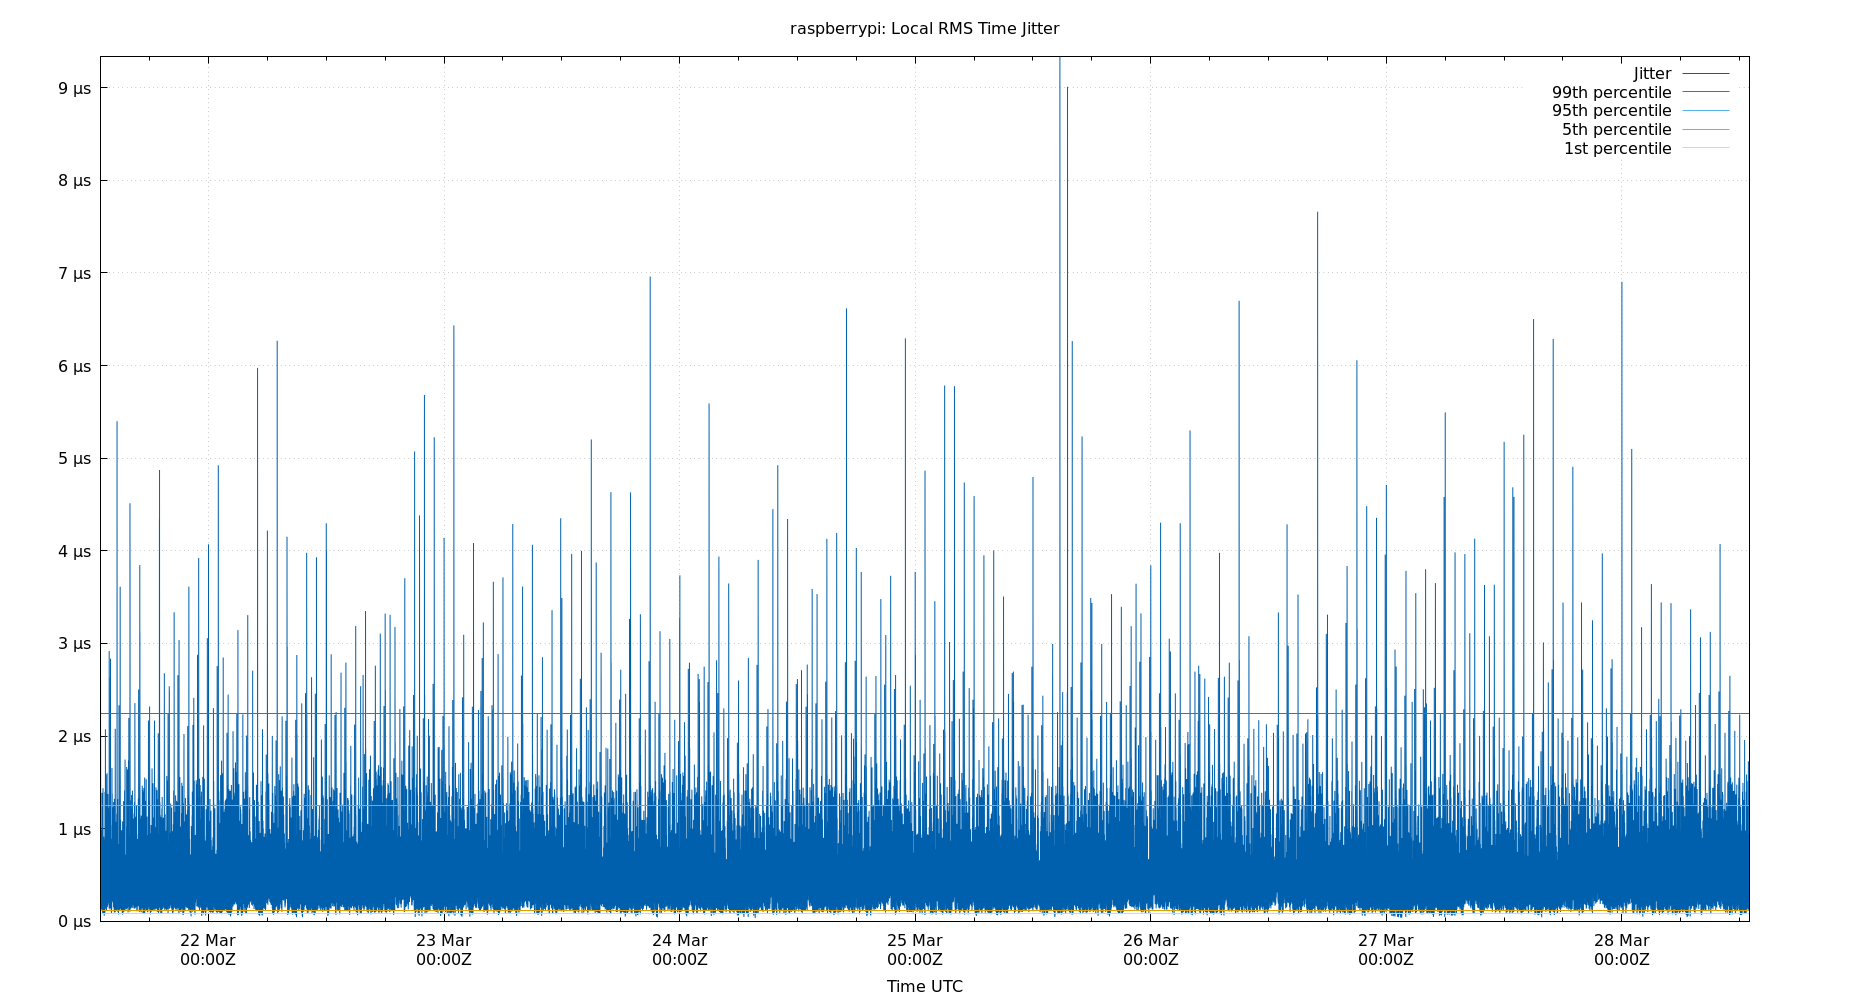 raspberrypi: Local RMS Time Jitter
Jitter
99th percentile
95th percentile
5th percentile
1st percentile
9 µs
8 µs
7 µs
6 µs
5 µs
4 µs
3 µs
2 µs
1 µs
0 µs
22 Mar 23 Mar 24 Mar 25 Mar 26 Mar 27 Mar 28 Mar
00:00Z 00:00Z 00:00Z 00:00Z 00:00Z 00:00Z 00:00Z
Time UTC